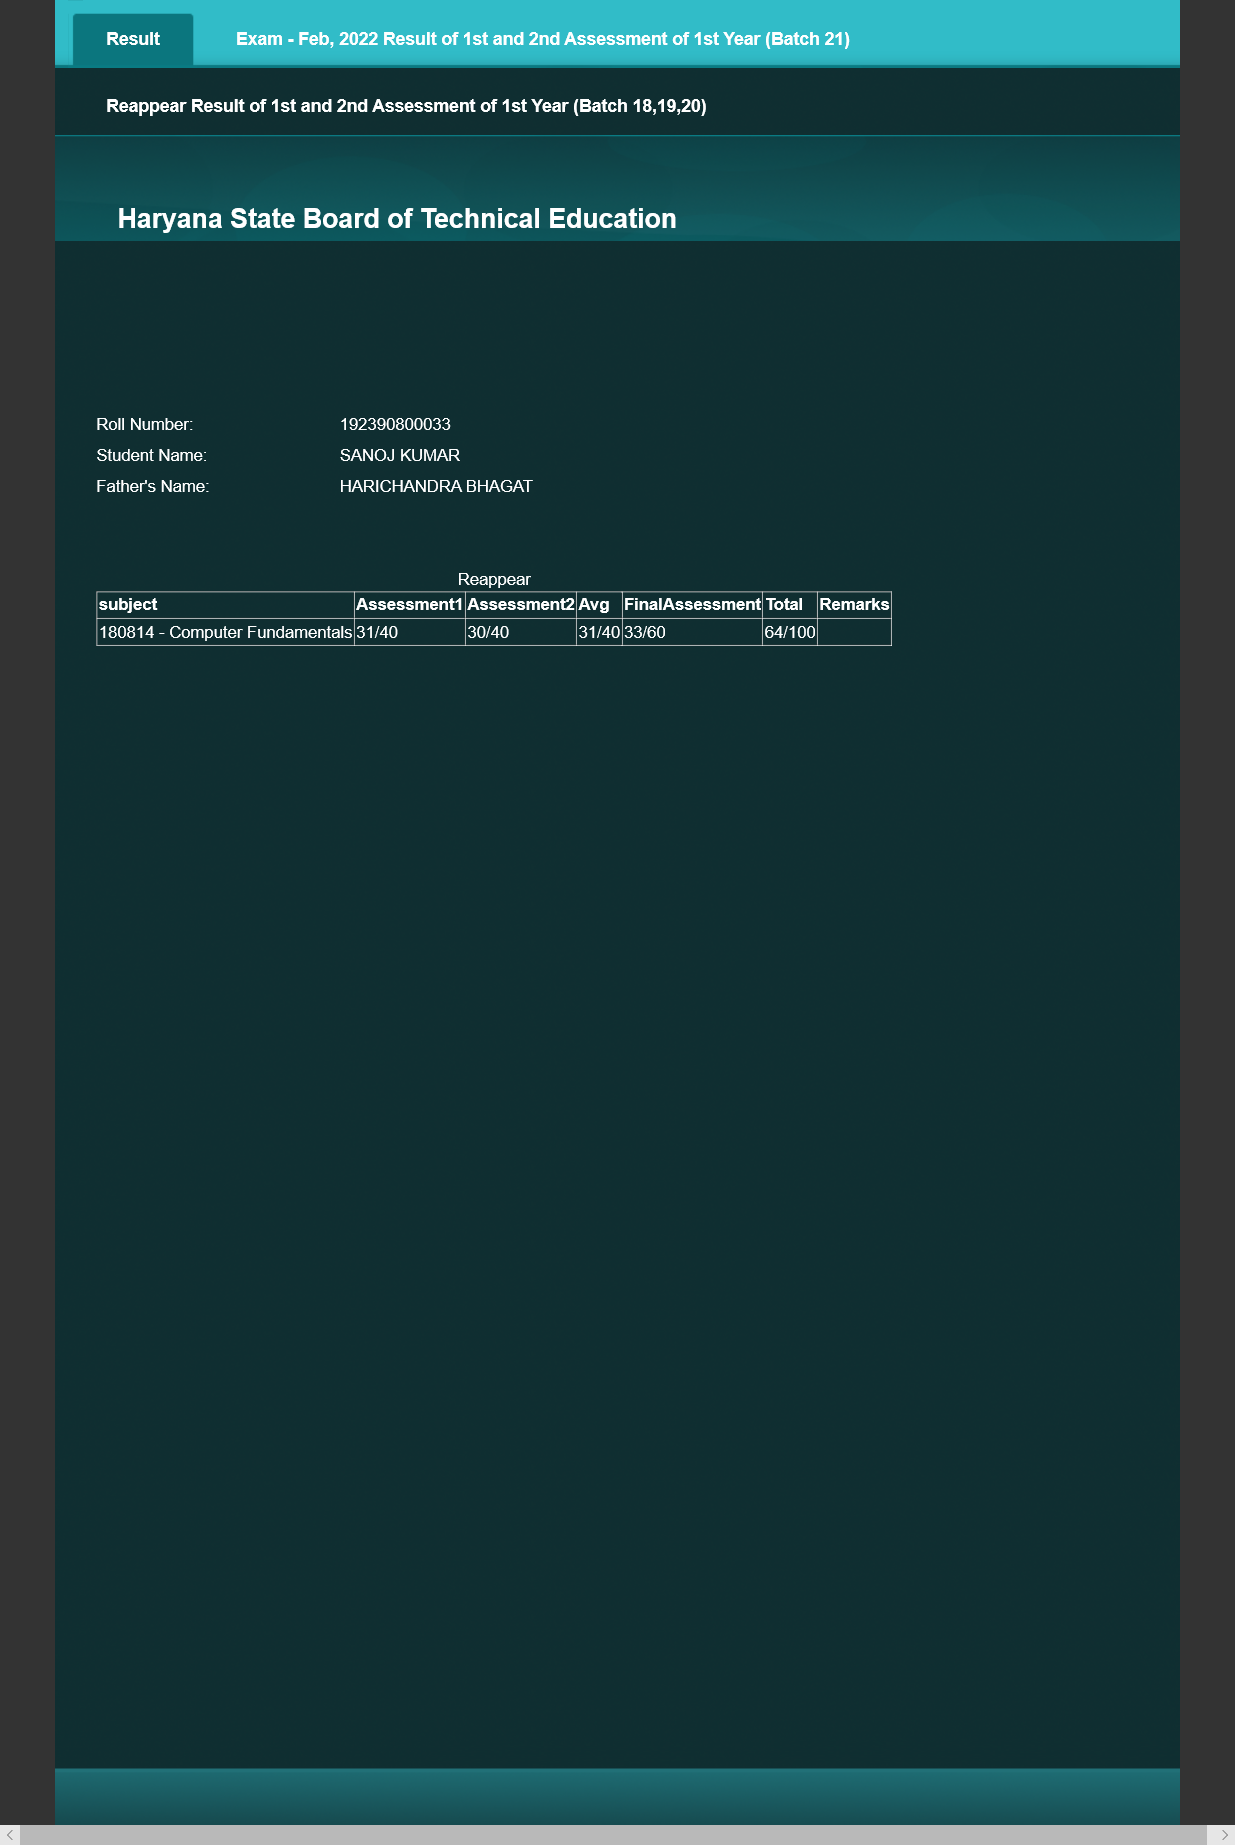 Result Exam - Feb, 2022 Result of 1st and 2nd Assessment of 1st Year (Batch 21)
Reappear Result of 1st and 2nd Assessment of 1st Year (Batch 18,19,20)
Haryana State Board of Technical Education
Roll Number: 192390800033
Student Name: SANOJ KUMAR
Father's Name: HARICHANDRA BHAGAT
Reappear
subject Assessment1 Assessment2 Avg FinalAssessment Total Remarks
180814 - Computer Fundamentals 31/40 30/40 31/40 33/60 64/100